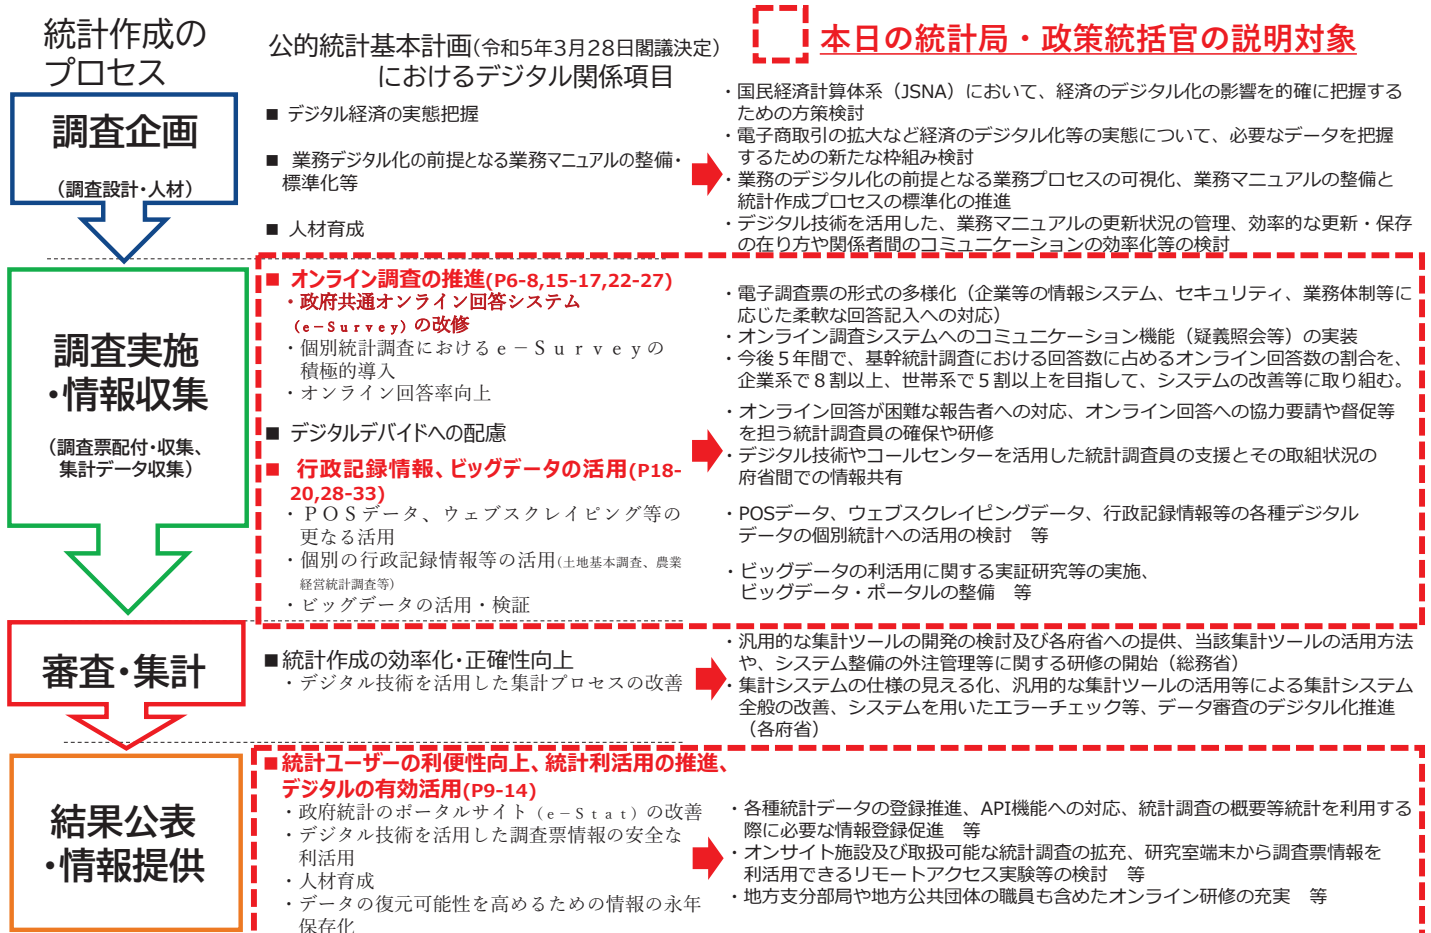 統計作成の
プロセス
公的統計基本計画(令和5年3月28日閣議決定)
におけるデジタル関係項目
本日の統計局・政策統括官の説明対象
調査企画
(調査設計・人材)
■ デジタル経済の実態把握
■ 業務デジタル化の前提となる業務マニュアルの整備・
標準化等
■ 人材育成
・国民経済計算体系（JSNA）において、経済のデジタル化の影響を的確に把握する
ための方策検討
・電子商取引の拡大など経済のデジタル化等の実態について、必要なデータを把握
するための新たな枠組み検討
・業務のデジタル化の前提となる業務プロセスの可視化、業務マニュアルの整備と
統計作成プロセスの標準化の推進
・デジタル技術を活用した、業務マニュアルの更新状況の管理、効率的な更新・保存
の在り方や関係者間のコミュニケーションの効率化等の検討
調査実施
・情報収集
(調査票配付・収集、
集計データ収集)
■ オンライン調査の推進(P6-8,15-17,22-27)
・政府共通オンライン回答システム
（e－Survey）の改修
・個別統計調査におけるe－Surveyの
積極的導入
・オンライン回答率向上
■ デジタルデバイドへの配慮
■ 行政記録情報、ビッグデータの活用(P18-
20,28-33)
・POSデータ、ウェブスクレイピング等の
更なる活用
・個別の行政記録情報等の活用(土地基本調査、農業
経営統計調査等)
・ビッグデータの活用・検証
・電子調査票の形式の多様化（企業等の情報システム、セキュリティ、業務体制等に
応じた柔軟な回答記入への対応）
・オンライン調査システムへのコミュニケーション機能（疑義照会等）の実装
・今後５年間で、基幹統計調査における回答数に占めるオンライン回答数の割合を、
企業系で８割以上、世帯系で５割以上を目指して、システムの改善等に取り組む。
・オンライン回答が困難な報告者への対応、オンライン回答への協力要請や督促等
を担う統計調査員の確保や研修
・デジタル技術やコールセンターを活用した統計調査員の支援とその取組状況の
府省間での情報共有
・POSデータ、ウェブスクレイピングデータ、行政記録情報等の各種デジタル
データの個別統計への活用の検討　等
・ビッグデータの利活用に関する実証研究等の実施、
ビッグデータ・ポータルの整備　等
審査・集計
■統計作成の効率化・正確性向上
・デジタル技術を活用した集計プロセスの改善
・汎用的な集計ツールの開発の検討及び各府省への提供、当該集計ツールの活用方法
や、システム整備の外注管理等に関する研修の開始（総務省）
・集計システムの仕様の見える化、汎用的な集計ツールの活用等による集計システム
全般の改善、システムを用いたエラーチェック等、データ審査のデジタル化推進
（各府省）
結果公表
・情報提供
■統計ユーザーの利便性向上、統計利活用の推進、
デジタルの有効活用(P9-14)
・政府統計のポータルサイト（e－Stat）の改善
・デジタル技術を活用した調査票情報の安全な
利活用
・人材育成
・データの復元可能性を高めるための情報の永年
保存化
・各種統計データの登録推進、API機能への対応、統計調査の概要等統計を利用する
際に必要な情報登録促進　等
・オンサイト施設及び取扱可能な統計調査の拡充、研究室端末から調査票情報を
利活用できるリモートアクセス実験等の検討　等
・地方支分部局や地方公共団体の職員も含めたオンライン研修の充実　等